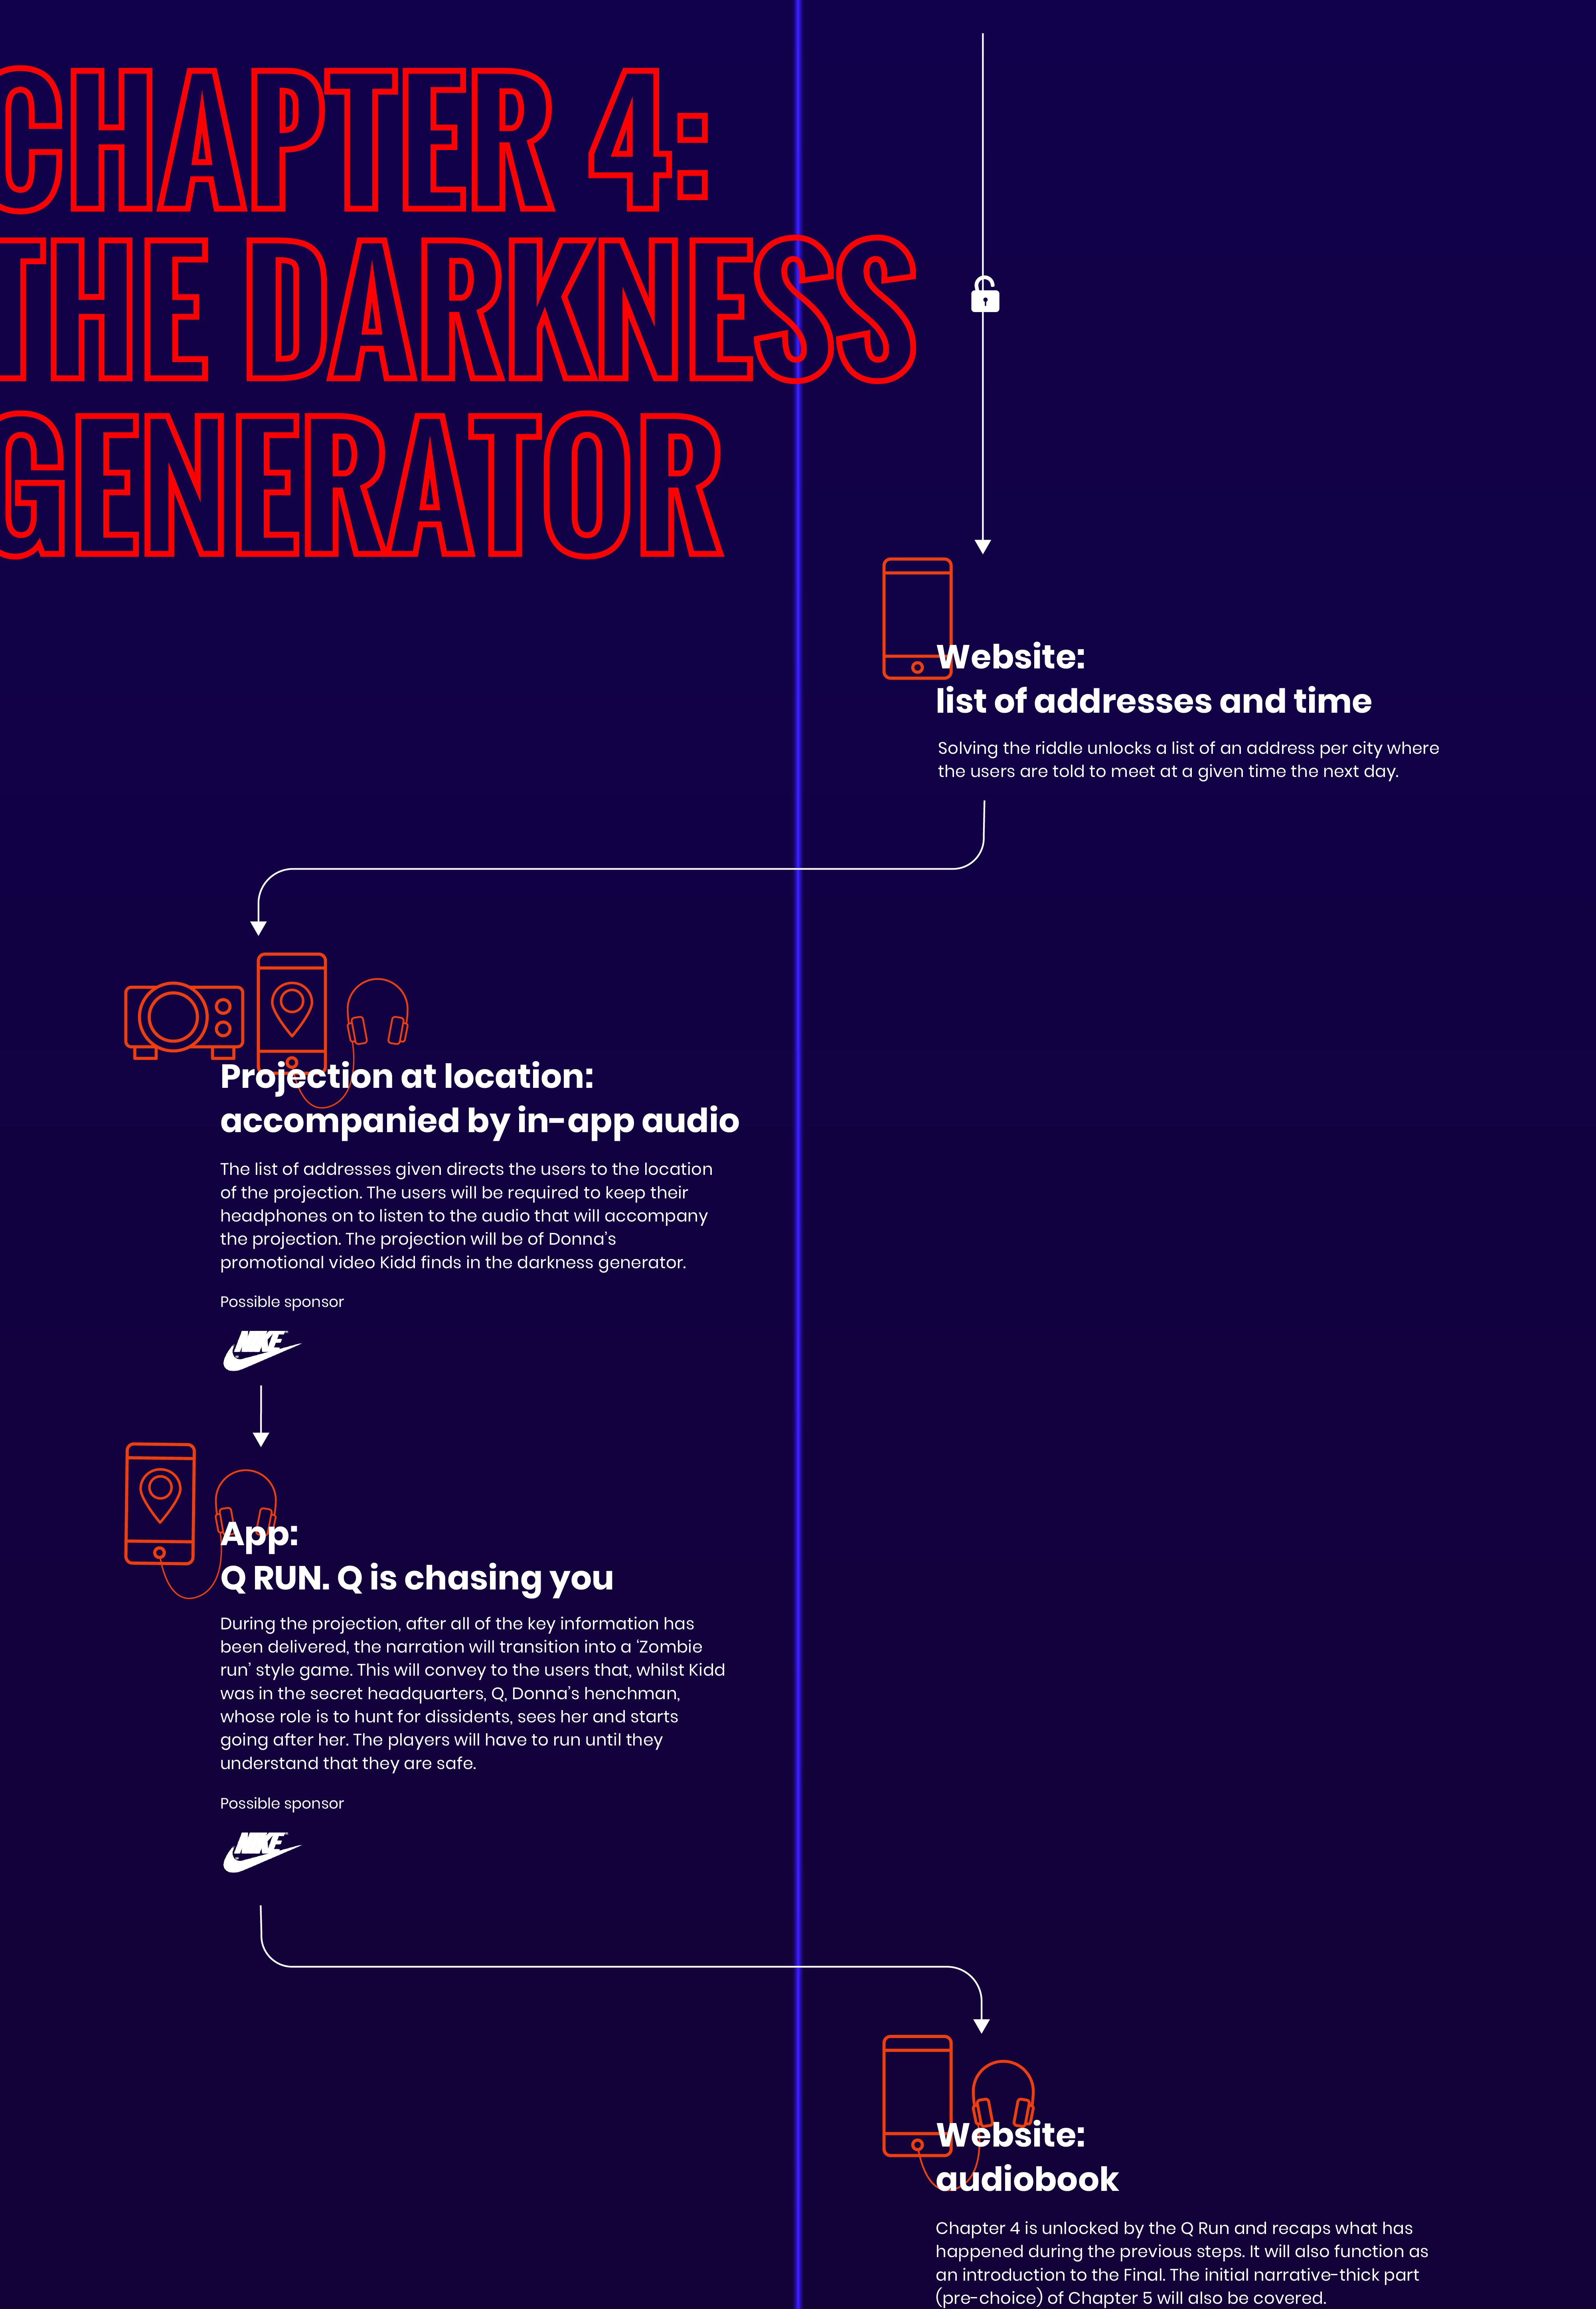 CHAPTER 4:
THE DARKNESS
GENERATOR
Website:
list of addresses and time
Solving the riddle unlocks a list of an address per city where
the users are told to meet at a given time the next day.
Projection at location:
accompanied by in-app audio
The list of addresses given directs the users to the location
of the projection. The users will be required to keep their
headphones on to listen to the audio that will accompany
the projection. The projection will be of Donna's
promotional video Kidd finds in the darkness generator.
Possible sponsor
NIKE
App:
Q RUN. Q is chasing you
During the projection, after all of the key information has
been delivered, the narration will transition into a ‘Zombie
run’ style game. This will convey to the users that, whilst Kidd
was in the secret headquarters, Q, Donna's henchman,
whose role is to hunt for dissidents, sees her and starts
going after her. The players will have to run until they
understand that they are safe.
Possible sponsor
NIKE
Website:
audiobook
Chapter 4 is unlocked by the Q Run and recaps what has
happened during the previous steps. It will also function as
an introduction to the Final. The initial narrative-thick part
(pre-choice) of Chapter 5 will also be covered.